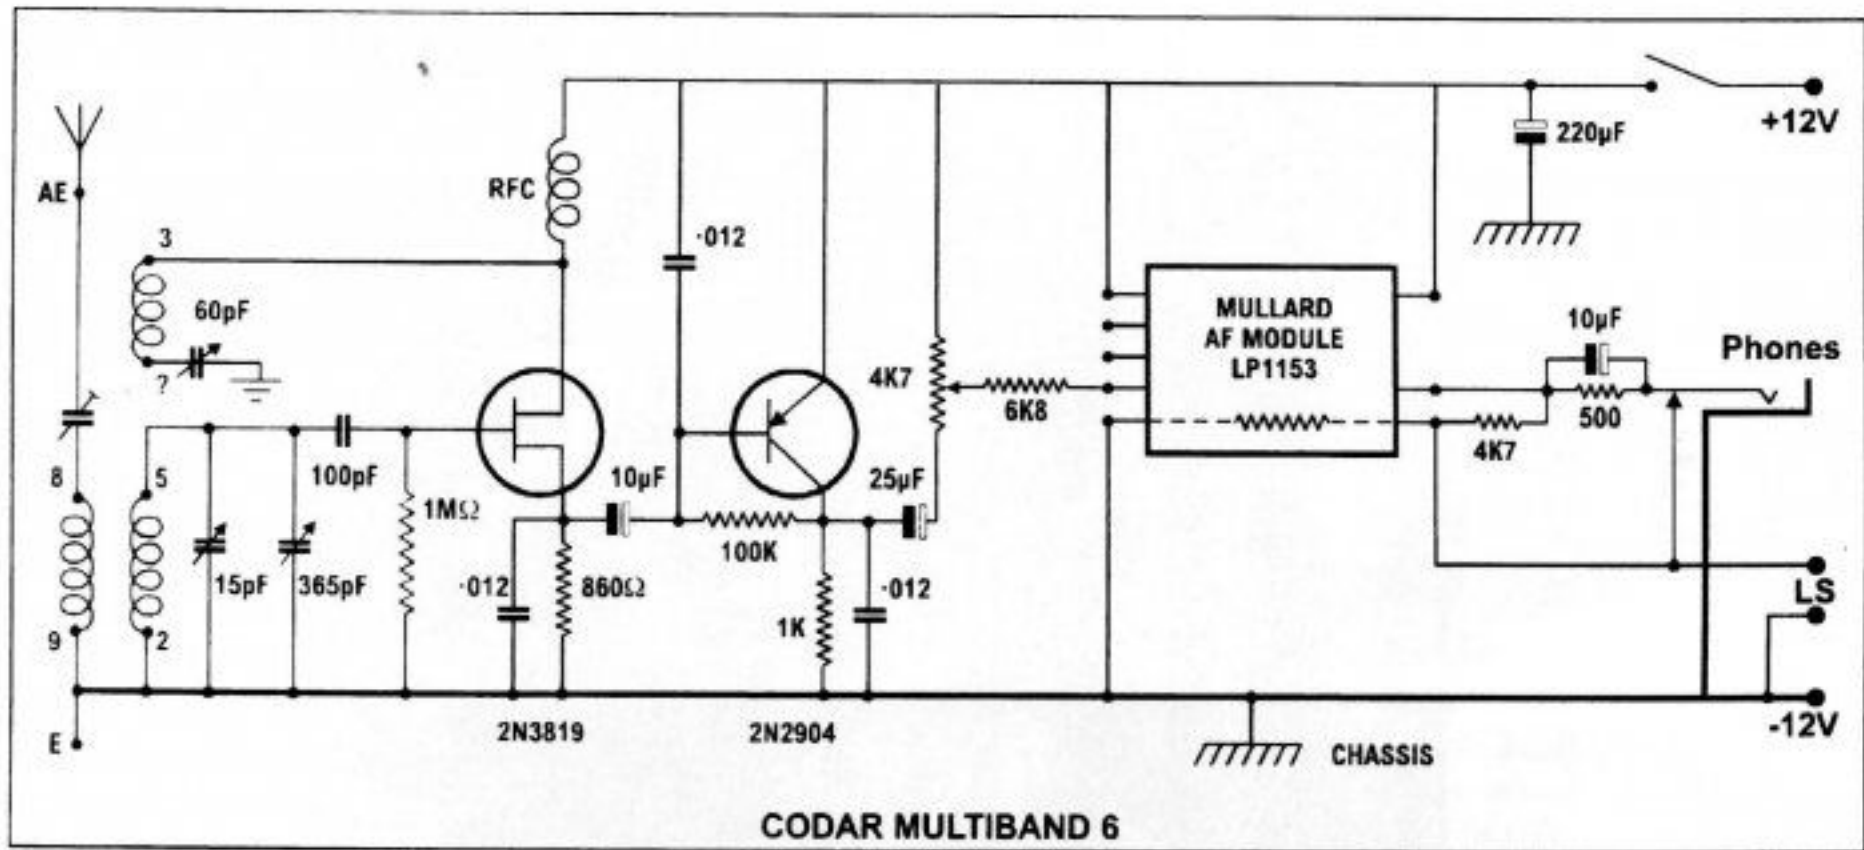 +12V
220µF
AE
RFC
3
·012
60pF
MULLARD
AF MODULE
LP1153
10µF
Phones
?
4K7
6K8
500
4K7
8
5
100pF
1MΩ
10µF
25µF
100K
15pF
365pF
·012
860Ω
1K
·012
LS
9
2
E
2N3819
2N2904
-12V
CHASSIS
CODAR MULTIBAND 6